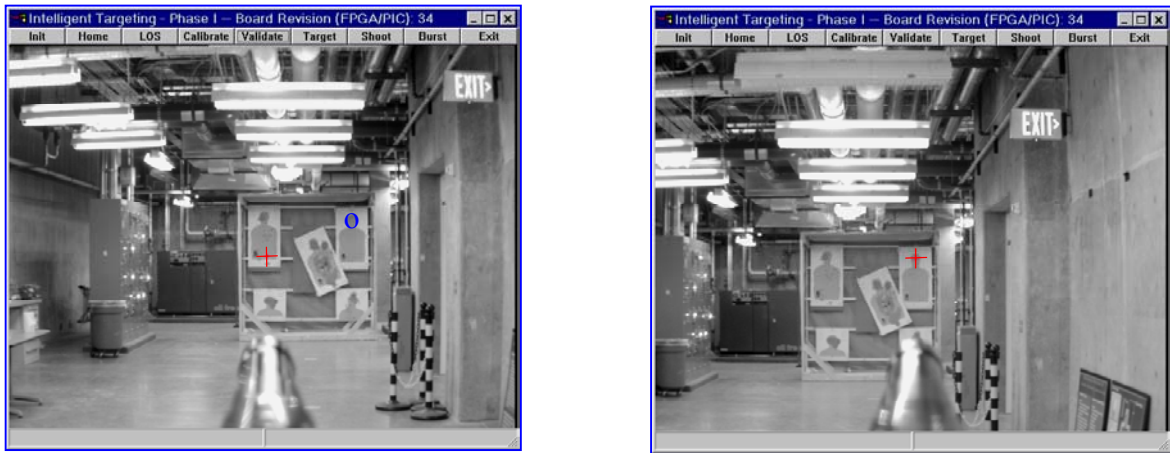 Intelligent Targeting - Phase I -- Board Revision (FPGA/PIC): 34
Init Home LOS Calibrate Validate Target Shoot Burst Exit
EXIT>
O
Intelligent Targeting - Phase I -- Board Revision (FPGA/PIC): 34
Init Home LOS Calibrate Validate Target Shoot Burst Exit
EXIT>